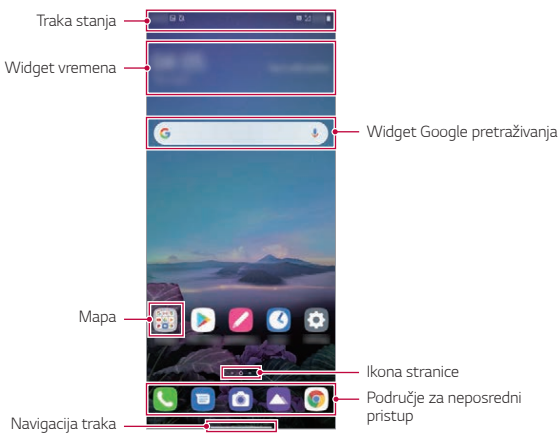 Traka stanja
Widget vremena
Widget Google pretraživanja
Mapa
Ikona stranice
Područje za neposredni
pristup
Navigacija traka